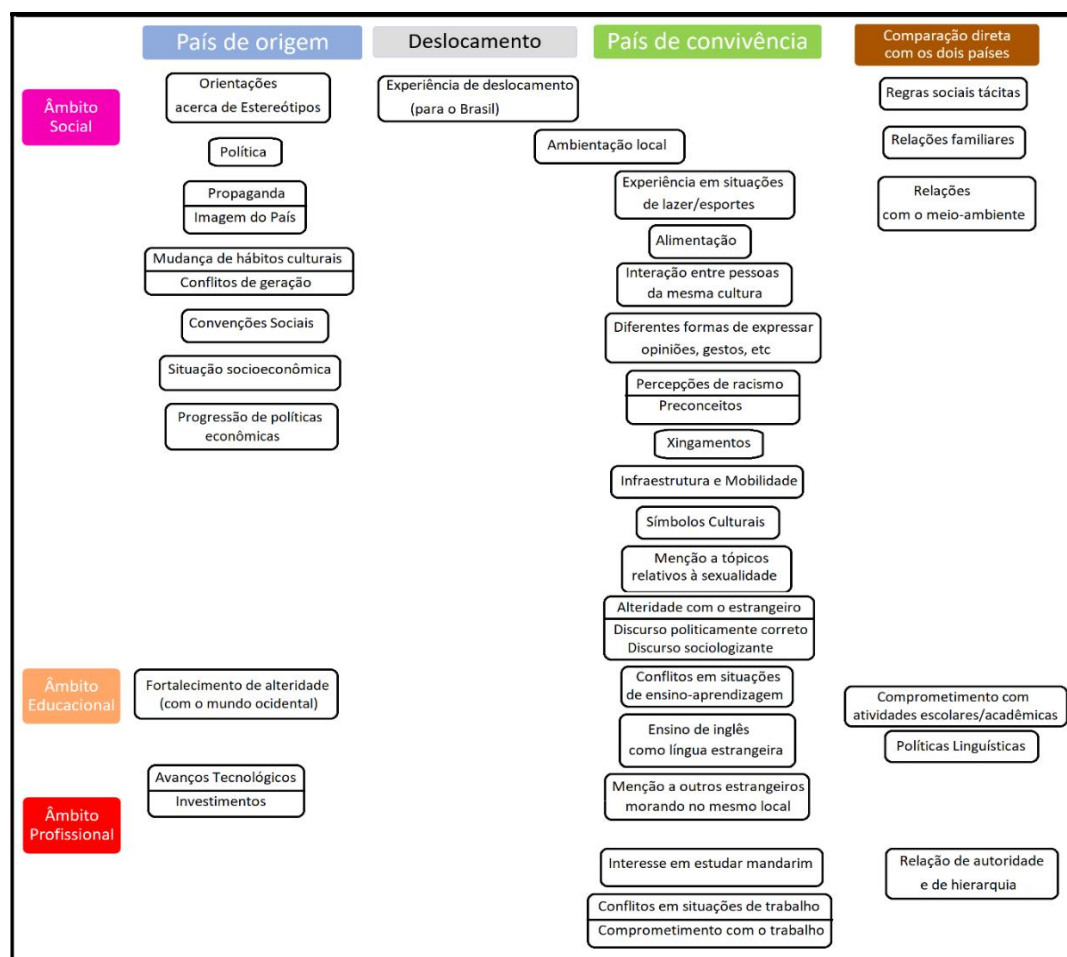 País de origem
Deslocamento
País de convivência
Comparação direta
com os dois países
Âmbito
Social
Orientações
acerca de Estereótipos
Política
Propaganda
Imagem do País
Mudança de hábitos culturais
Conflitos de geração
Convenções Sociais
Situação socioeconômica
Progressão de políticas
econômicas
Experiência de deslocamento
(para o Brasil)
Ambientação local
Experiência em situações
de lazer/esportes
Alimentação
Interação entre pessoas
da mesma cultura
Diferentes formas de expressar
opiniões, gestos, etc
Percepções de racismo
Preconceitos
Xingamentos
Infraestrutura e Mobilidade
Símbolos Culturais
Menção a tópicos
relativos à sexualidade
Alteridade com o estrangeiro
Discurso politicamente correto
Discurso sociologizante
Regras sociais tácitas
Relações familiares
Relações
com o meio-ambiente
Âmbito
Educacional
Fortalecimento de alteridade
(com o mundo ocidental)
Conflitos em situações
de ensino-aprendizagem
Ensino de inglês
como língua estrangeira
Comprometimento com
atividades escolares/acadêmicas
Políticas Linguísticas
Âmbito
Profissional
Avanços Tecnológicos
Investimentos
Menção a outros estrangeiros
morando no mesmo local
Interesse em estudar mandarim
Conflitos em situações de trabalho
Comprometimento com o trabalho
Relação de autoridade
e de hierarquia